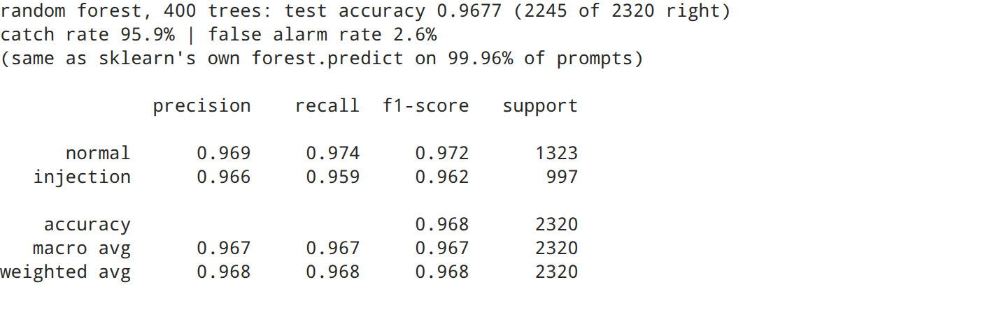 random forest, 400 trees: test accuracy 0.9677 (2245 of 2320 right)
catch rate 95.9% | false alarm rate 2.6%
(same as sklearn's own forest.predict on 99.96% of prompts)
precision recall f1-score support
normal 0.969 0.974 0.972 1323
injection 0.966 0.959 0.962 997
accuracy 0.968 2320
macro avg 0.967 0.967 0.967 2320
weighted avg 0.968 0.968 0.968 2320